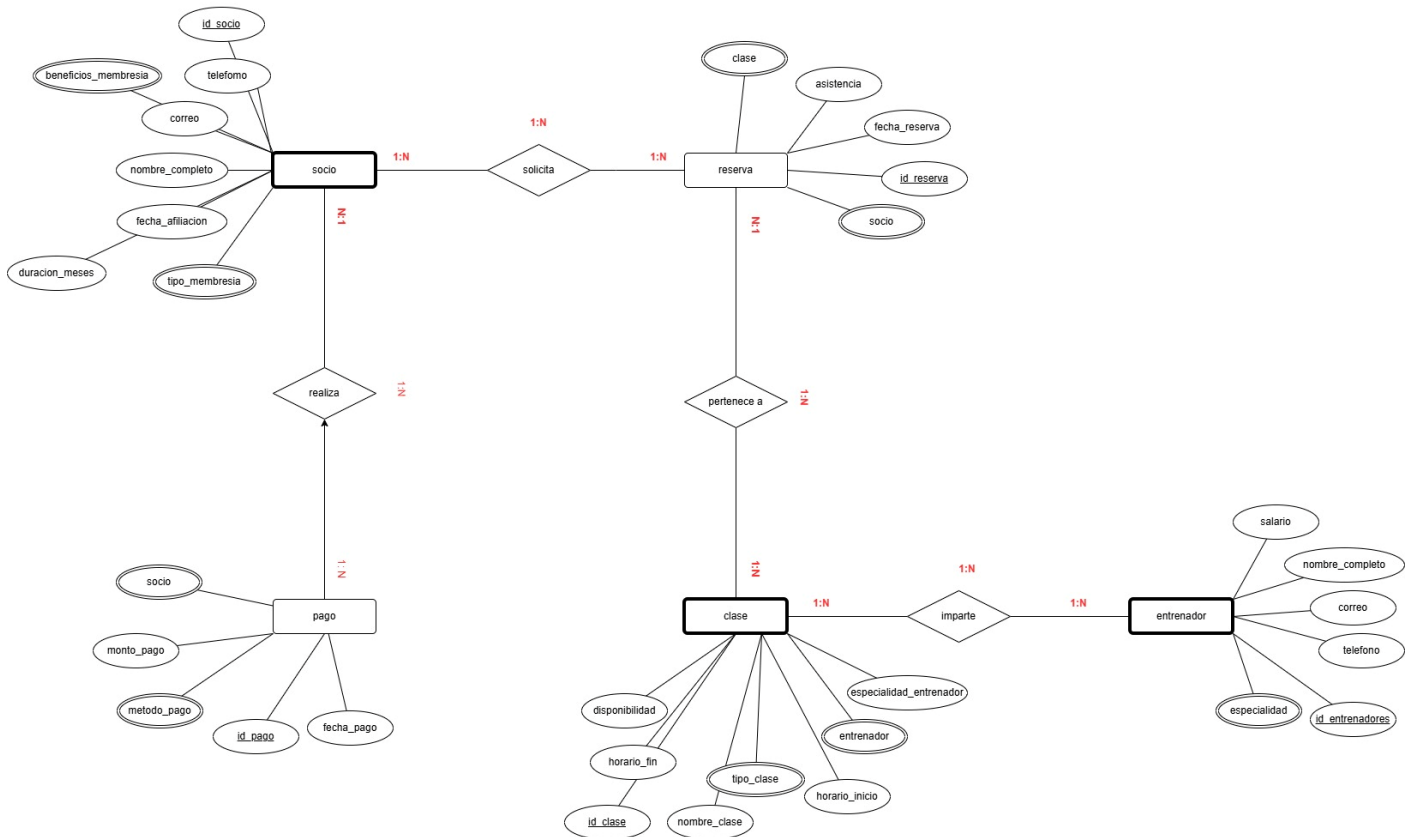 id_socio
clase
beneficios_membresia
telefomo
asistencia
correo
1:N
fecha_reserva
1:N
1:N
nombre_completo
socio
solicita
reserva
id_reserva
fecha_afiliacion
N:1
N:1
socio
duracion_meses
tipo_membresia
realiza
1:N
pertenece a
1:N
salario
1:N
1:N
1:N
nombre_completo
socio
1:N
1:N
correo
pago
clase
imparte
entrenador
monto_pago
telefono
especialidad_entrenador
metodo_pago
disponibilidad
especialidad
id_entrenadores
fecha_pago
id_pago
entrenador
horario_fin
tipo_clase
horario_inicio
id_clase
nombre_clase